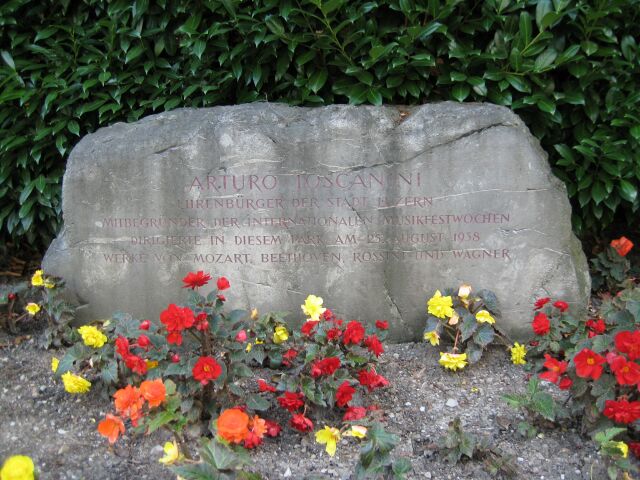 ARTURO TOSCANINI
EHRENBÜRGER DER STADT LUZERN
MITBEGRÜNDER DER INTERNATIONALEN MUSIKFESTWOCHEN
DIRIGIERTE IN DIESEM PARK AM 25. AUGUST 1938
WERKE VON MOZART, BEETHOVEN, ROSSINI UND WAGNER